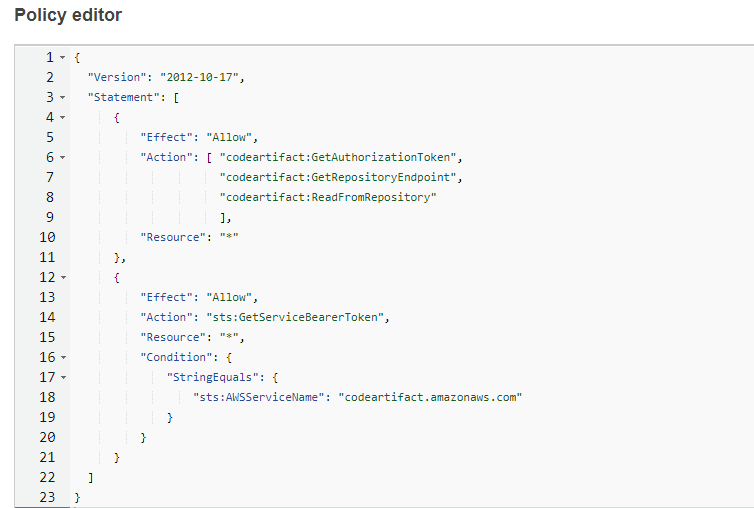 Policy editor
1 {
2 "Version": "2012-10-17",
3 "Statement": [
4 {
5 "Effect": "Allow",
6 "Action": [ "codeartifact:GetAuthorizationToken",
7 "codeartifact:GetRepositoryEndpoint",
8 "codeartifact:ReadFromRepository"
9 ],
10 "Resource": "*"
11 },
12 {
13 "Effect": "Allow",
14 "Action": "sts:GetServiceBearerToken",
15 "Resource": "*",
16 "Condition": {
17 "StringEquals": {
18 "sts:AWSServiceName": "codeartifact.amazonaws.com"
19 }
20 }
21 }
22 ]
23 }